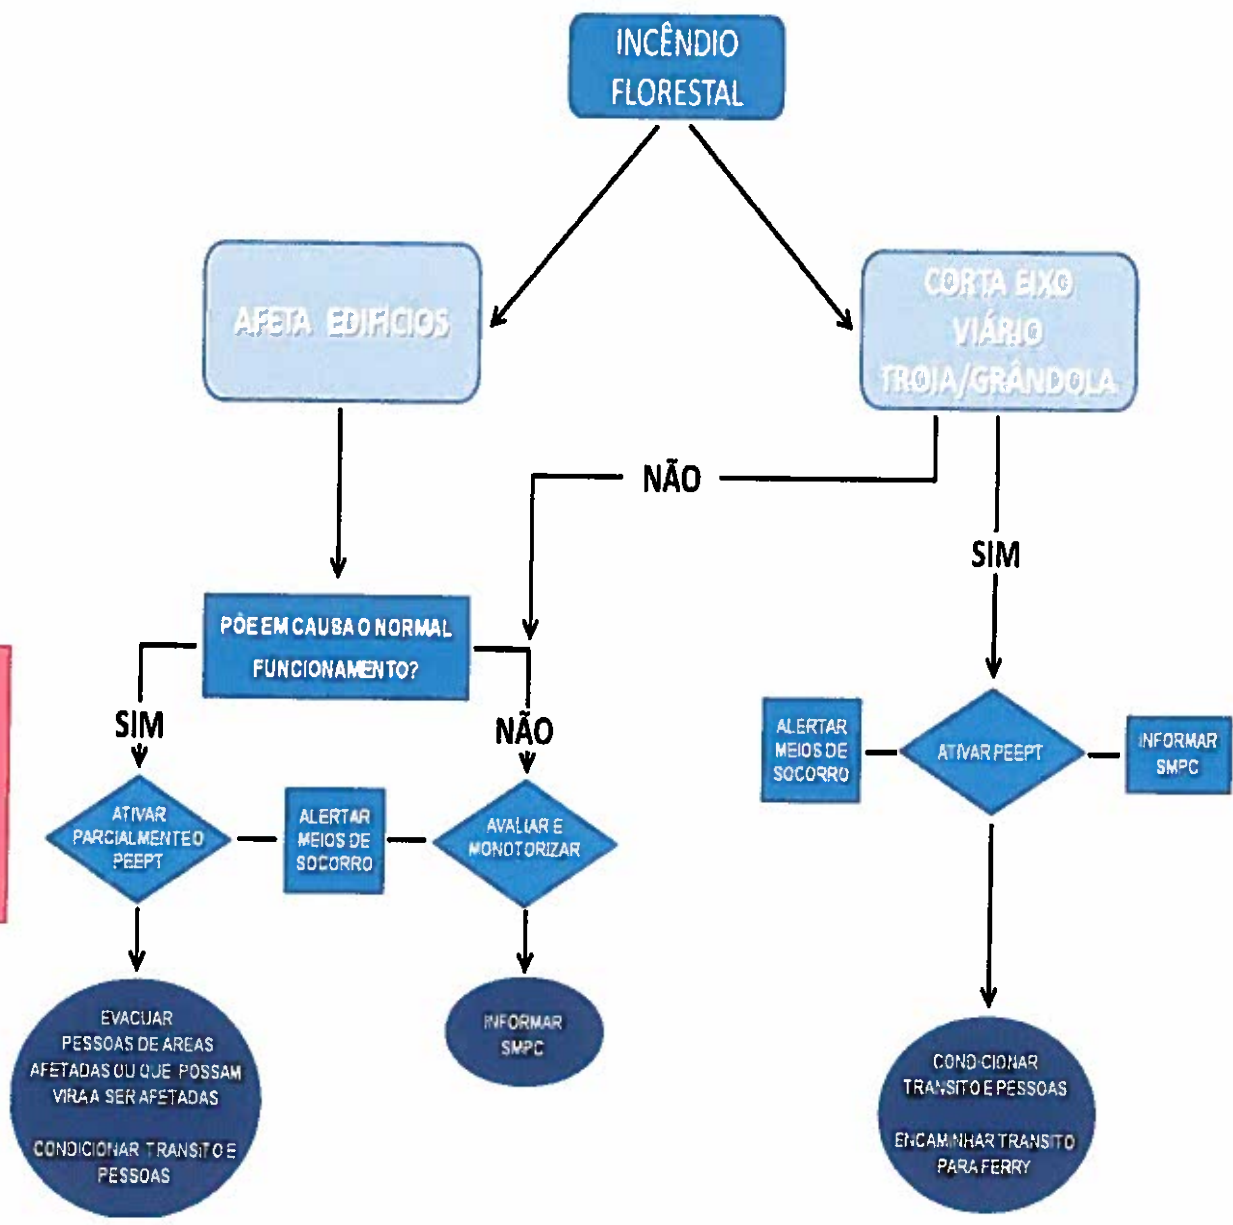 INCÊNDIO
FLORESTAL
AFETA EDIFÍCIOS
CORTA EIXO
VIÁRIO
TROIA/GRÂNDOLA
NÃO
SIM
PÕE EM CAUSA O NORMAL
FUNCIONAMENTO?
SIM
NÃO
ALERTAR
MEIOS DE
SOCORRO
ATIVAR PEEPT
INFORMAR
SMPC
ATIVAR
PARCIALMENTE O
PEEPT
ALERTAR
MEIOS DE
SOCORRO
AVALIAR E
MONOTORIZAR
EVACUAR
PESSOAS DE AREAS
AFETADAS OU QUE POSSAM
VIRA A SER AFETADAS
CONDICIONAR TRANSITO E
PESSOAS
INFORMAR
SMPC
CONDICIONAR
TRANSITO E PESSOAS
ENCAMINHAR TRANSITO
PARA FERRY